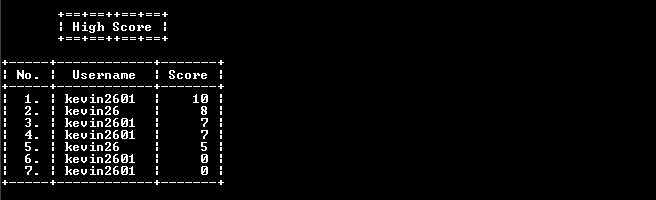 +==+==++==+==+
¦ High Score ¦
+==+==++==+==+
+-----+------------+-------+
¦ No. ¦  Username  ¦ Score ¦
+-----+------------+-------+
¦  1. ¦ kevin2601  ¦    10 ¦
¦  2. ¦ kevin26    ¦     8 ¦
¦  3. ¦ kevin2601  ¦     7 ¦
¦  4. ¦ kevin2601  ¦     7 ¦
¦  5. ¦ kevin26    ¦     5 ¦
¦  6. ¦ kevin2601  ¦     0 ¦
¦  7. ¦ kevin2601  ¦     0 ¦
+-----+------------+-------+